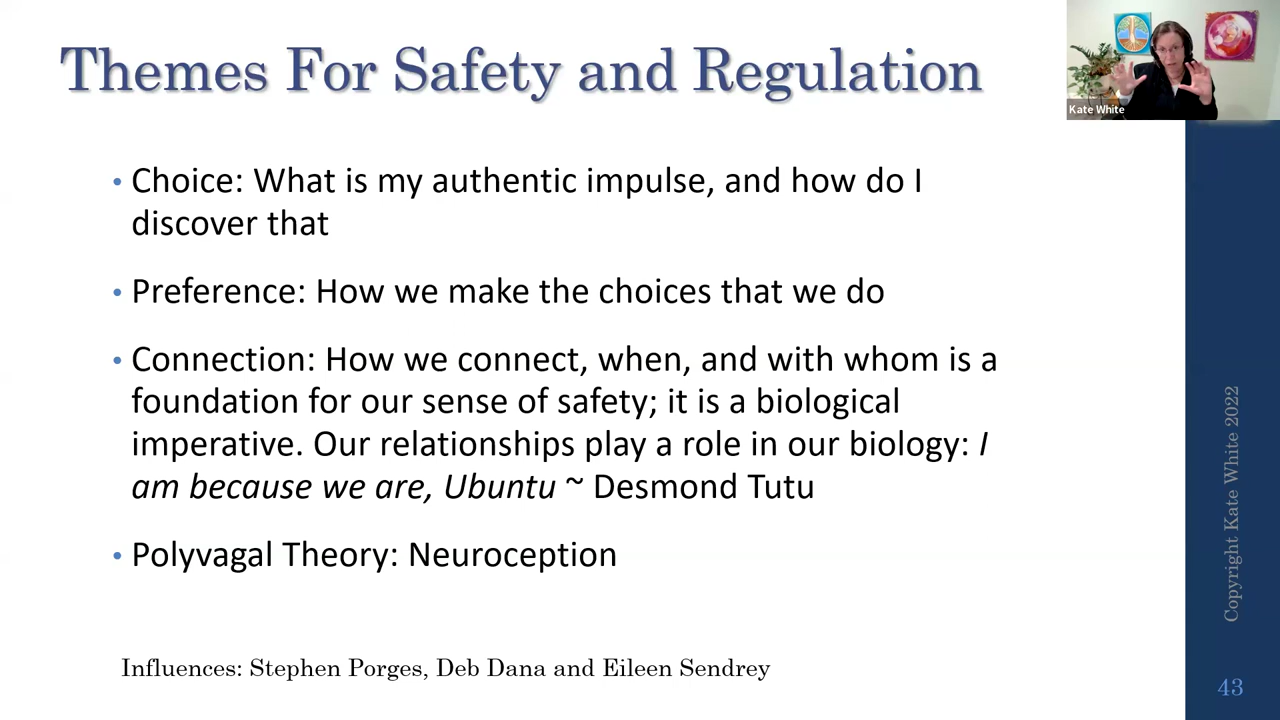 Themes For Safety and Regulation
Kate White
• Choice: What is my authentic impulse, and how do I
discover that
• Preference: How we make the choices that we do
• Connection: How we connect, when, and with whom is a
foundation for our sense of safety; it is a biological
imperative. Our relationships play a role in our biology: I
am because we are, Ubuntu ~ Desmond Tutu
• Polyvagal Theory: Neuroception
Influences: Stephen Porges, Deb Dana and Eileen Sendrey
Copyright Kate White 2022
43